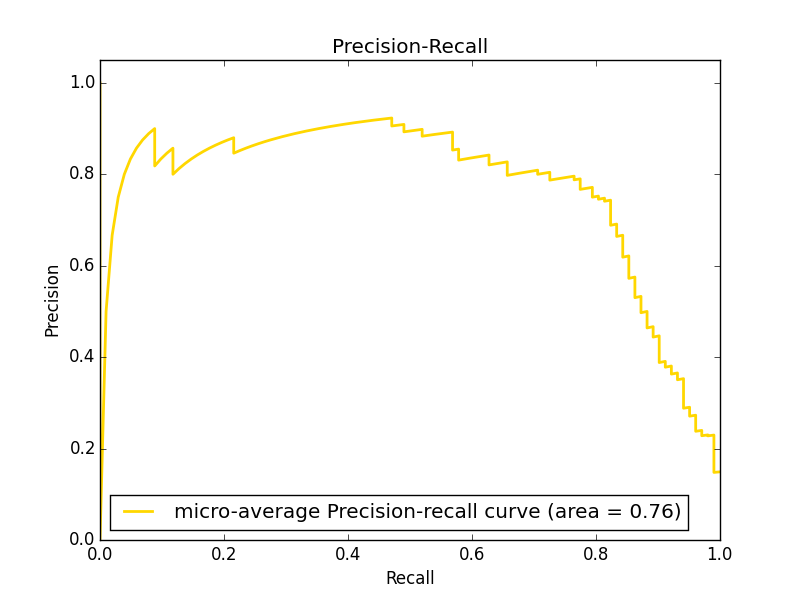 Precision-Recall
1.0
0.8
0.6
0.4
0.2
0.0
Precision
micro-average Precision-recall curve (area = 0.76)
0.0 0.2 0.4 0.6 0.8 1.0
Recall